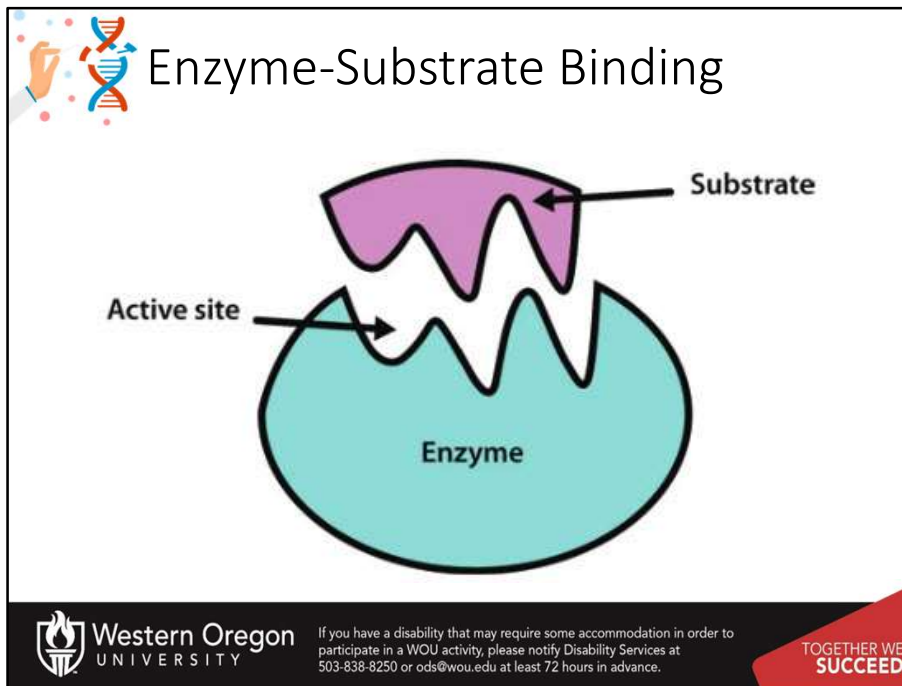 Enzyme-Substrate Binding
Substrate
Active site
Enzyme
Western Oregon
UNIVERSITY
If you have a disability that may require some accommodation in order to
participate in a WOU activity, please notify Disability Services at
503-838-8250 or ods@wou.edu at least 72 hours in advance.
TOGETHER WE
SUCCEED